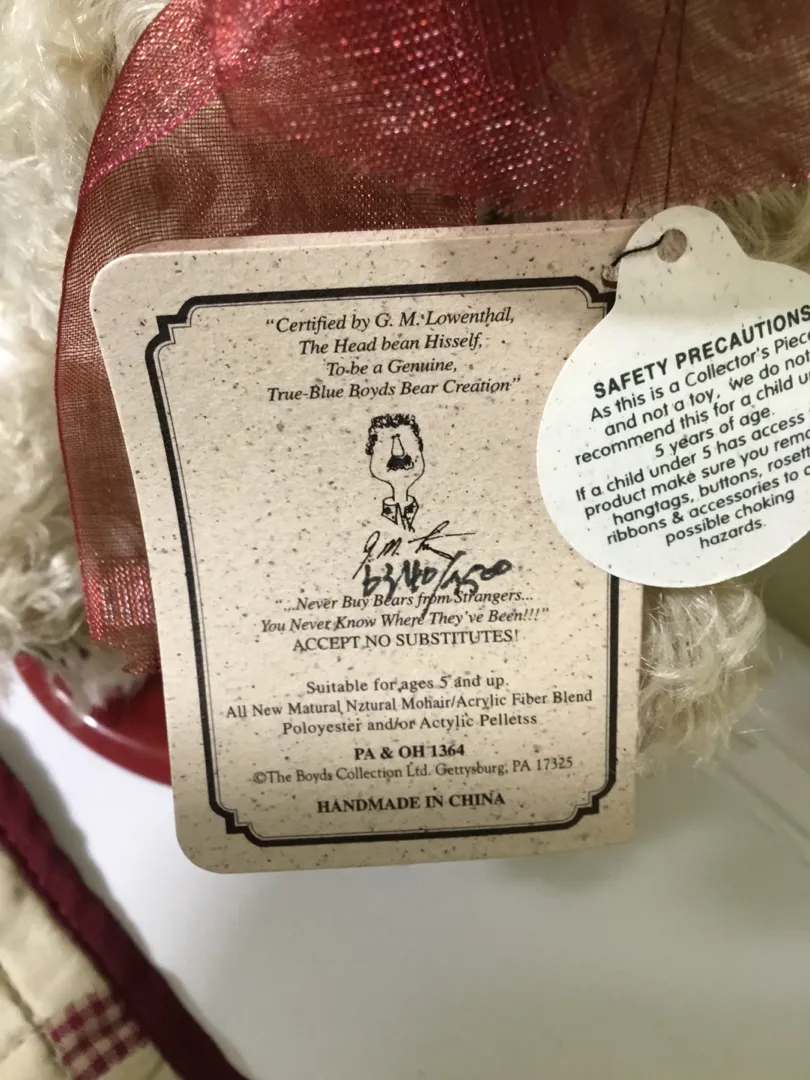 "Certified by G. M. Lowenthal,
The Head bean Hisself,
To be a Genuine,
True-Blue Boyds Bear Creation"
G.M.
"...Never Buy Bears from Strangers...
You Never Know Where They've Been!!!"
ACCEPT NO SUBSTITUTES!
Suitable for ages 5 and up.
All New Matural Nztural Mohair/Acrylic Fiber Blend
Poloyester and/or Actylic Pelletss
PA & OH 1364
©The Boyds Collection Ltd. Gettysburg, PA 17325
HANDMADE IN CHINA
SAFETY PRECAUTIONS
As this is a Collector's Piece
and not a toy, we do not
recommend this for a child
5 years of age.
If a child under 5 has access
product make sure you
hangtags, buttons,
ribbons & accessories to
possible choking
hazards.